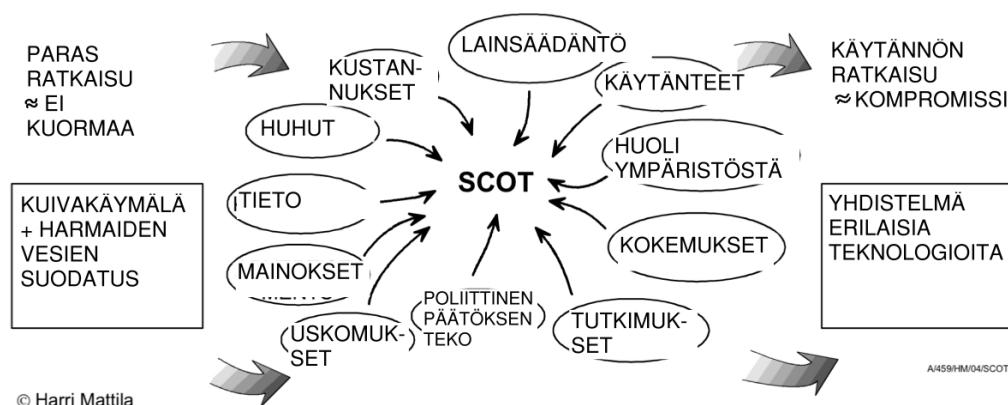 PARAS
RATKAISU
≈ EI
KUORMAA
KUIVAKÄYMÄLÄ
+ HARMAIDEN
VESIEN
SUODATUS
LAINSÄÄDÄNTÖ
KUSTAN-
NUKSET
KÄYTÄNTEET
HUHUT
HUOLI
YMPÄRISTÖSTÄ
SCOT
TIETO
KOKEMUKSET
MAINOKSET
USKOMUK-
SET
POLIITTINEN
PÄÄTÖKSEN
TEKO
TUTKIMUK-
SET
KÄYTÄNNÖN
RATKAISU
≈ KOMPROMISSI
YHDISTELMÄ
ERILAISIA
TEKNOLOGIOITA
A/459/HM/04/SCOT
© Harri Mattila